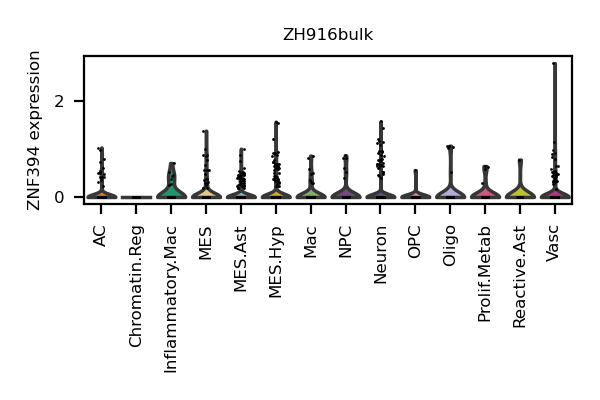 ZH916bulk
ZNF394 expression
2
0
AC
Chromatin.Reg
Inflammatory.Mac
MES
MES.Ast
MES.Hyp
Mac
NPC
Neuron
OPC
Oligo
Prolif.Metab
Reactive.Ast
Vasc